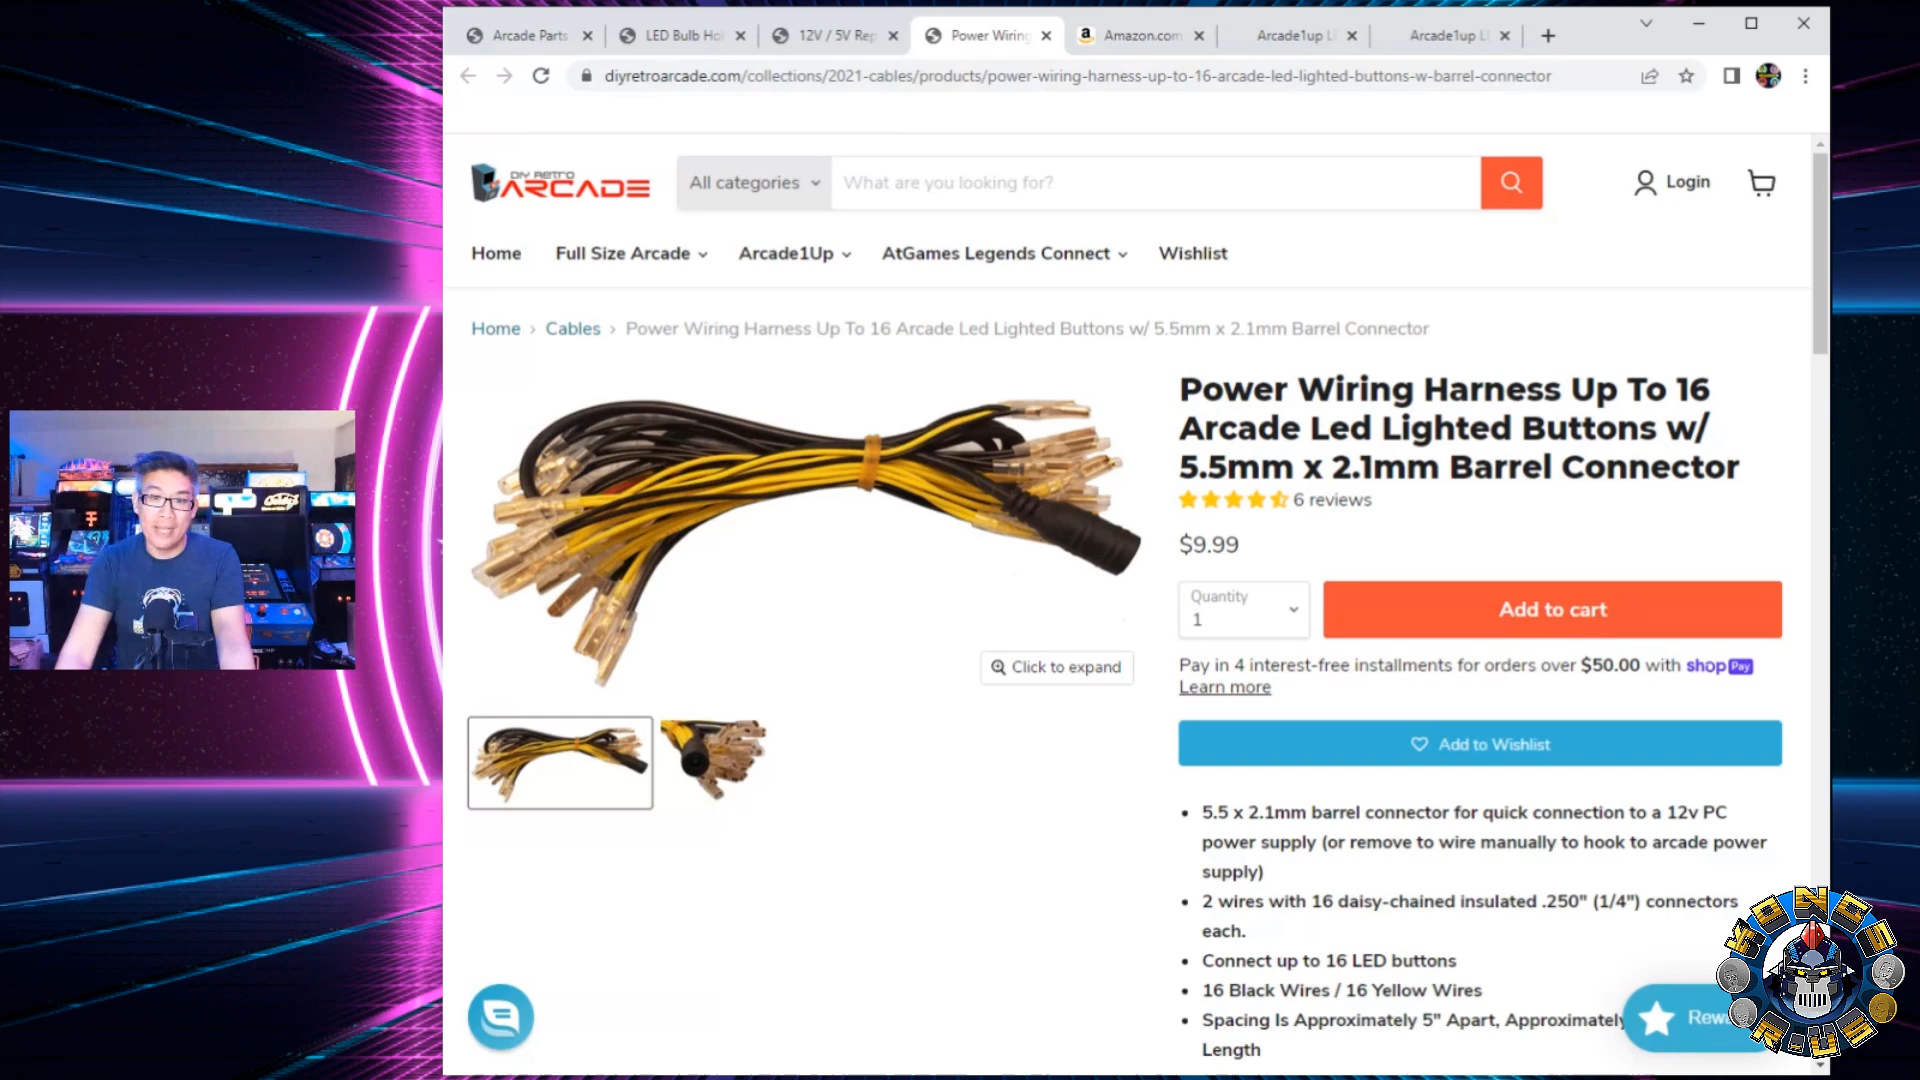 Arcade Parts
LED Bulb Hol
12V / 5V Rep
Power Wiring
Amazon.com
Arcade1up L
Arcade1up L
diyretroarcade.com/collections/2021-cables/products/power-wiring-harness-up-to-16-arcade-led-lighted-buttons-w-barrel-connector
DIY RETRO
ARCADE
All categories
What are you looking for?
Login
Home
Full Size Arcade
Arcade1Up
AtGames Legends Connect
Wishlist
Home › Cables › Power Wiring Harness Up To 16 Arcade Led Lighted Buttons w/ 5.5mm x 2.1mm Barrel Connector
Power Wiring Harness Up To 16
Arcade Led Lighted Buttons w/
5.5mm x 2.1mm Barrel Connector
6 reviews
$9.99
Quantity
1
Add to cart
Click to expand
Pay in 4 interest-free installments for orders over $50.00 with shop Pay
Learn more
Add to Wishlist
• 5.5 x 2.1mm barrel connector for quick connection to a 12v PC
power supply (or remove to wire manually to hook to arcade power
supply)
• 2 wires with 16 daisy-chained insulated .250" (1/4") connectors
each.
• Connect up to 16 LED buttons
• 16 Black Wires / 16 Yellow Wires
• Spacing Is Approximately 5" Apart, Approximately
Length
KONGS
R-US